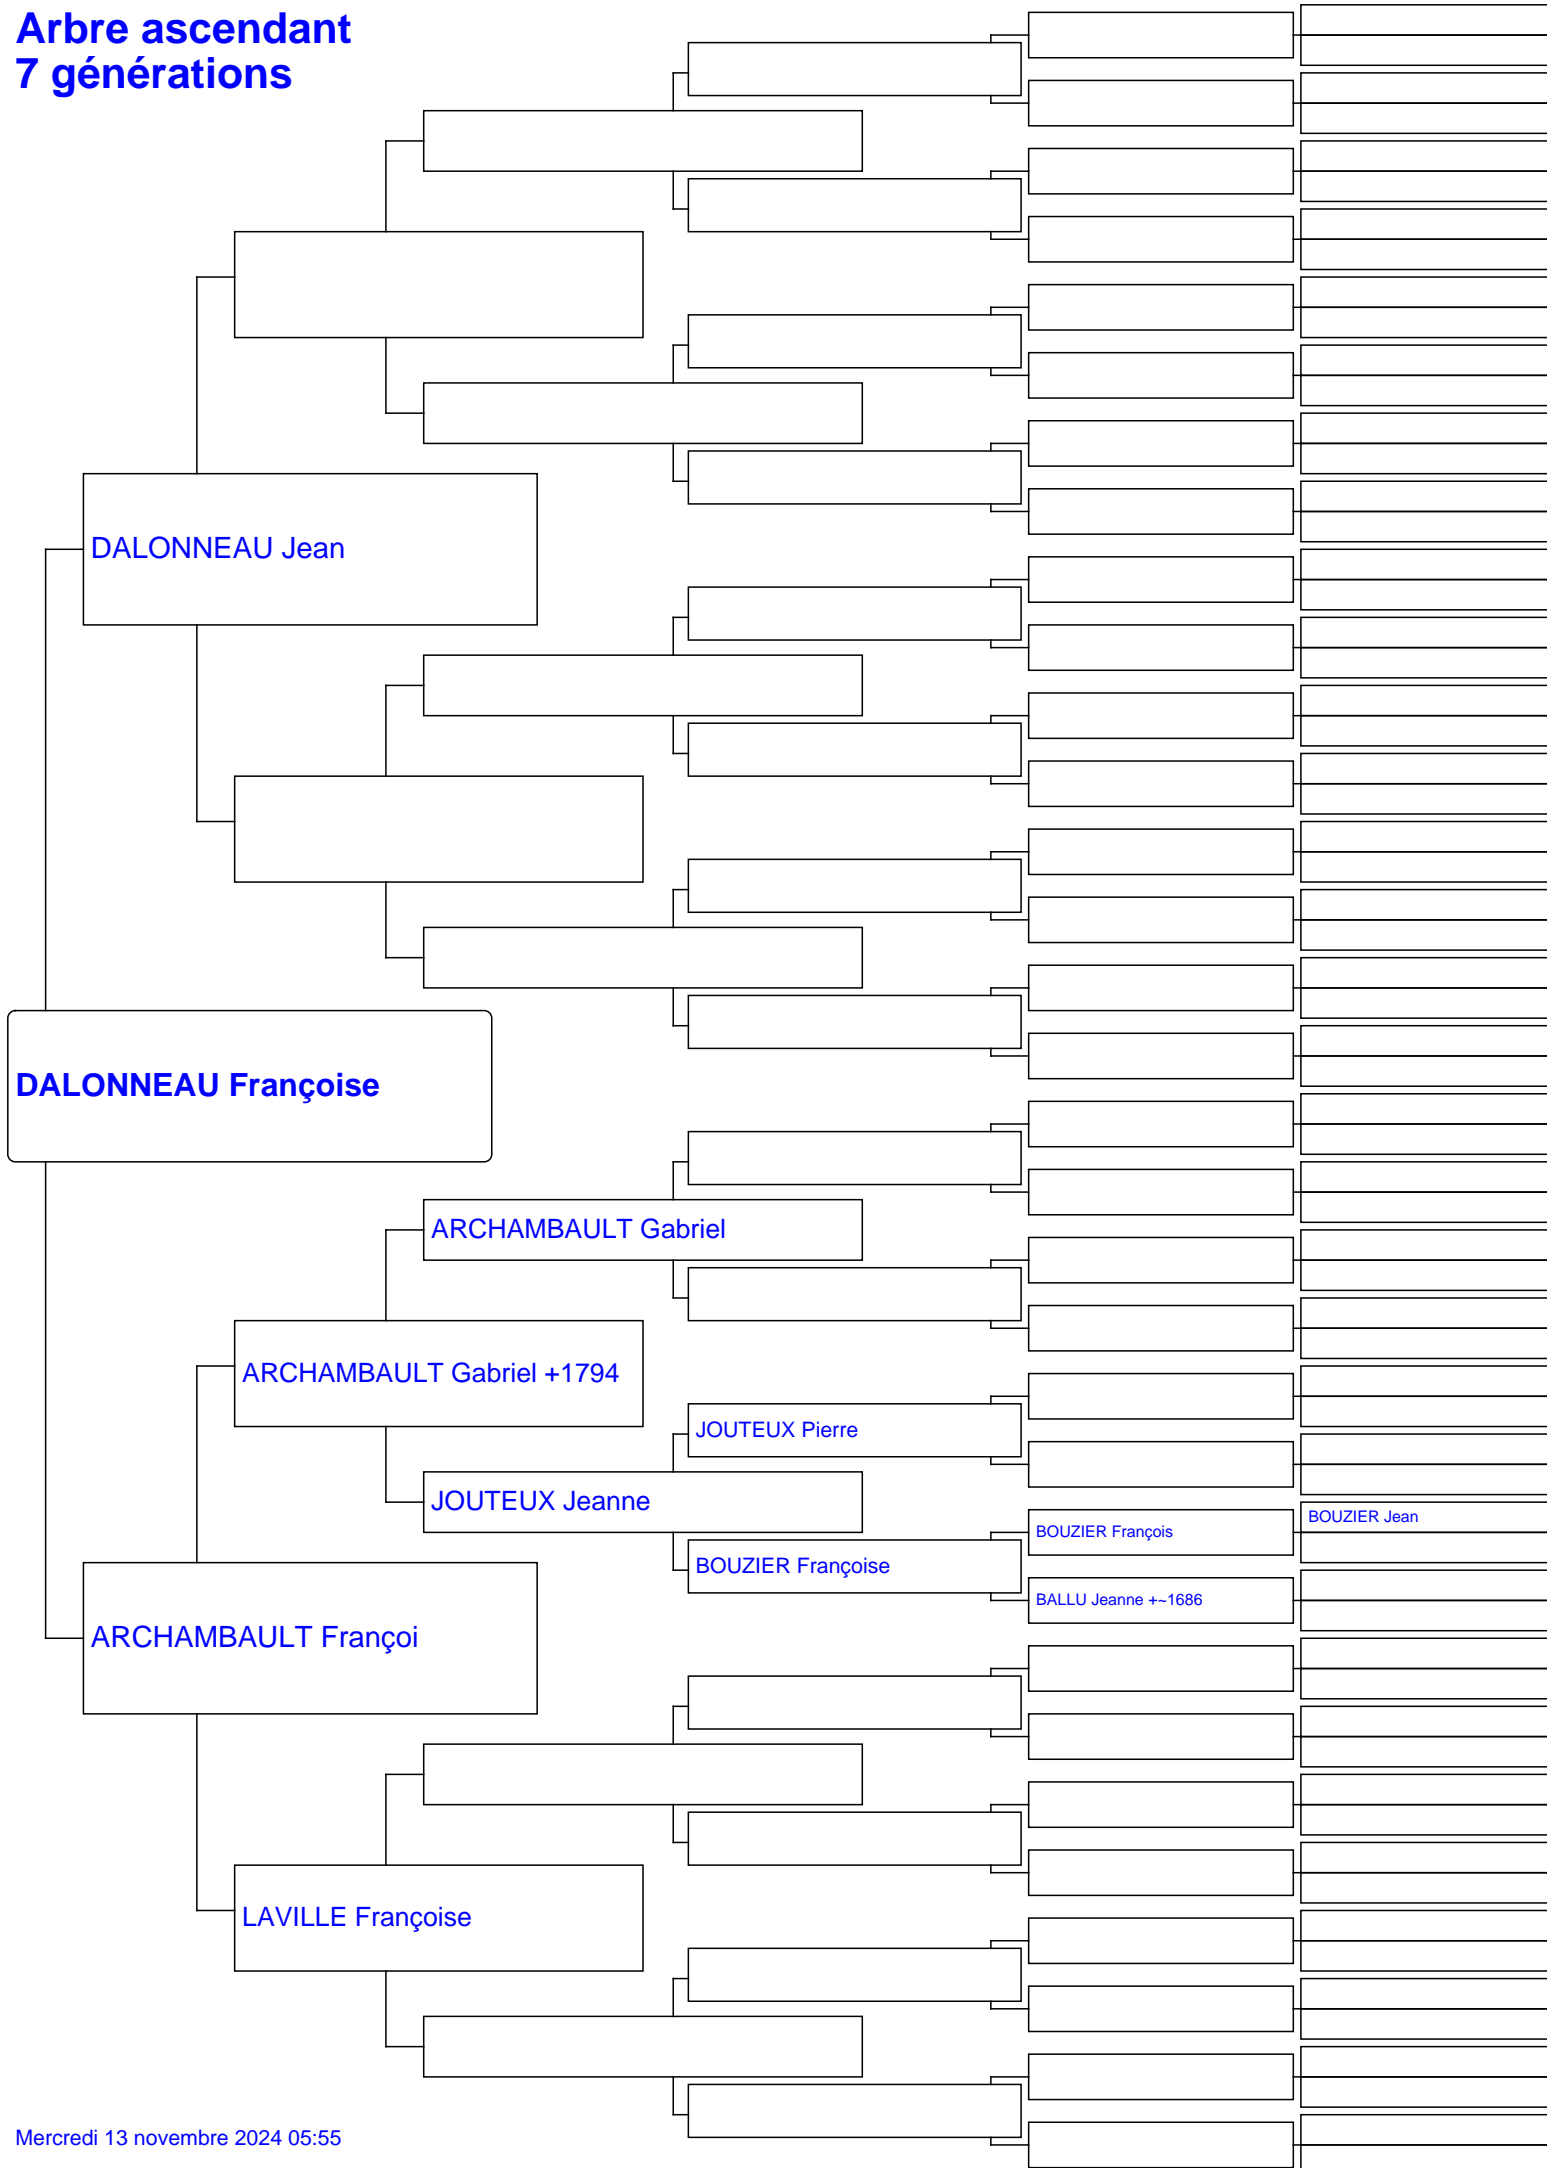 Arbre ascendant
7 générations
DALONNEAU Jean
DALONNEAU Françoise
ARCHAMBAULT Gabriel
ARCHAMBAULT Gabriel +1794
JOUTEUX Pierre
JOUTEUX Jeanne
BOUZIER Jean
BOUZIER François
BOUZIER Françoise
BALLU Jeanne +~1686
ARCHAMBAULT Françoi
LAVILLE Françoise
Mercredi 13 novembre 2024 05:55